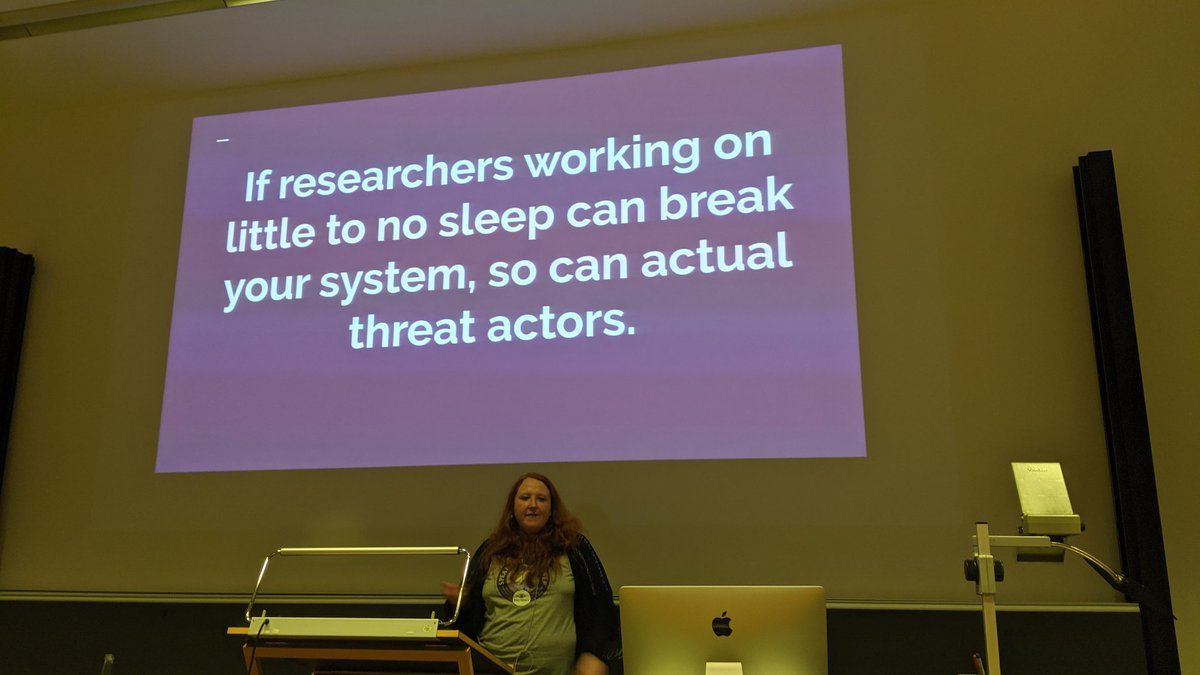 If researchers working on
little to no sleep can break
your system, so can actual
threat actors.